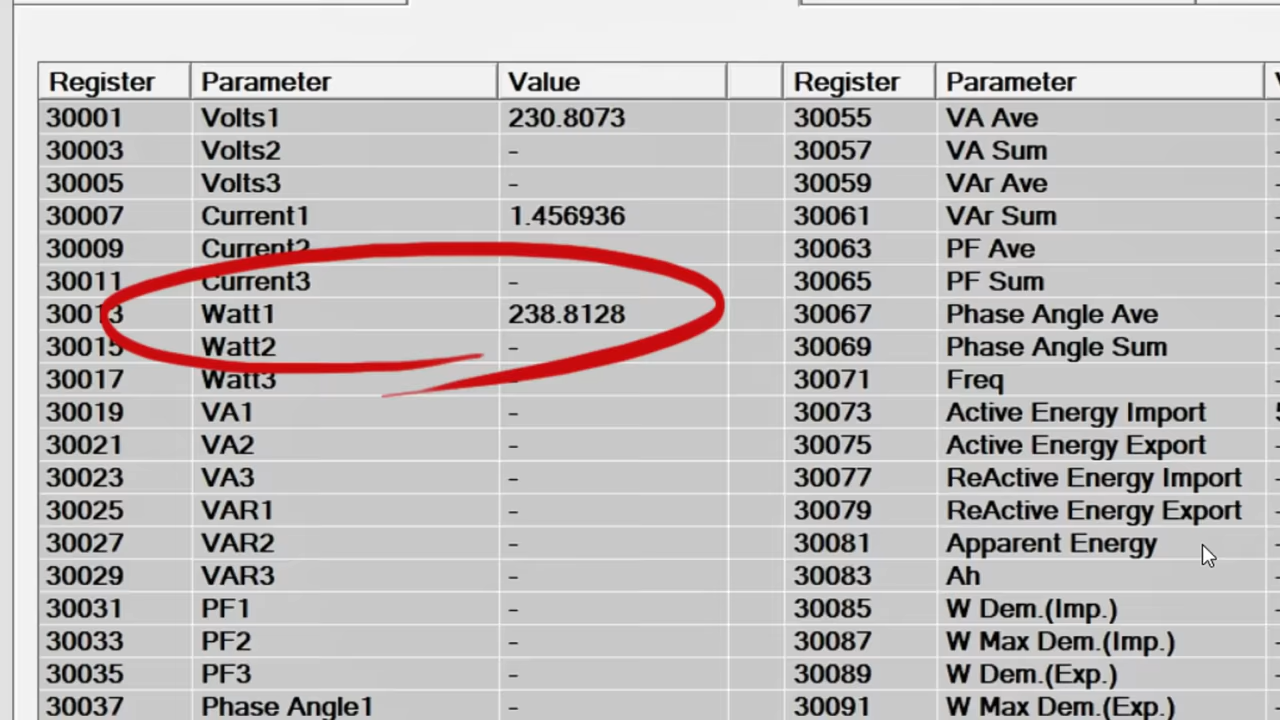 Register Parameter Value Register Parameter
30001 Volts1 230.8073 30055 VA Ave
30003 Volts2 - 30057 VA Sum
30005 Volts3 - 30059 VAr Ave
30007 Current1 1.456936 30061 VAr Sum
30009 Current2 30063 PF Ave
30011 Current3 - 30065 PF Sum
30013 Watt1 238.8128 30067 Phase Angle Ave
30015 Watt2 - 30069 Phase Angle Sum
30017 Watt3 - 30071 Freq
30019 VA1 - 30073 Active Energy Import
30021 VA2 - 30075 Active Energy Export
30023 VA3 - 30077 ReActive Energy Import
30025 VAR1 - 30079 ReActive Energy Export
30027 VAR2 - 30081 Apparent Energy
30029 VAR3 - 30083 Ah
30031 PF1 - 30085 W Dem.(Imp.)
30033 PF2 - 30087 W Max Dem.(Imp.)
30035 PF3 - 30089 W Dem.(Exp.)
30037 Phase Angle1 - 30091 W Max Dem.(Exp.)